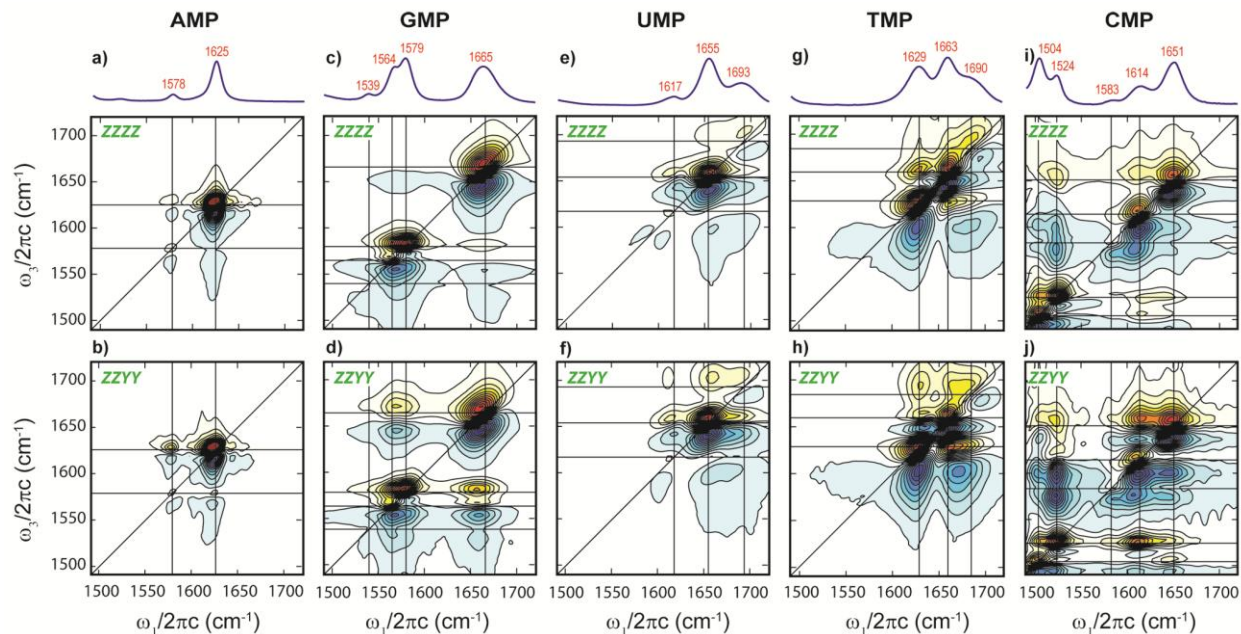 AMP GMP UMP TMP CMP
a) 1578 1625 c) 1539 1564 1579 1665 e) 1617 1655 1693 g) 1629 1663 1690 i) 1504 1524 1583 1614 1651
1700 ZZZZ ZZZZ ZZZZ ZZZZ ZZZZ
1650
1600
1550
1500
ω3/2πc (cm-1)
b) d) f) h) j)
1700 ZZYY ZZYY ZZYY ZZYY ZZYY
1650
1600
1550
1500
ω3/2πc (cm-1)
1500 1550 1600 1650 1700 1500 1550 1600 1650 1700 1500 1550 1600 1650 1700 1500 1550 1600 1650 1700 1500 1550 1600 1650 1700
ω1/2πc (cm-1) ω1/2πc (cm-1) ω1/2πc (cm-1) ω1/2πc (cm-1) ω1/2πc (cm-1)